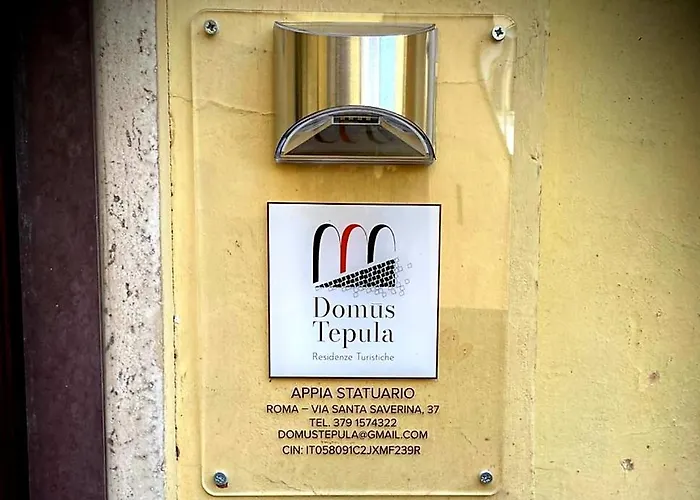 Domus
Tepula
Residenze Turistiche
APPIA STATUARIO
ROMA – VIA SANTA SAVERINA, 37
TEL. 379 1574322
DOMUSTEPULA@GMAIL.COM
CIN: IT058091C2JXMF239R